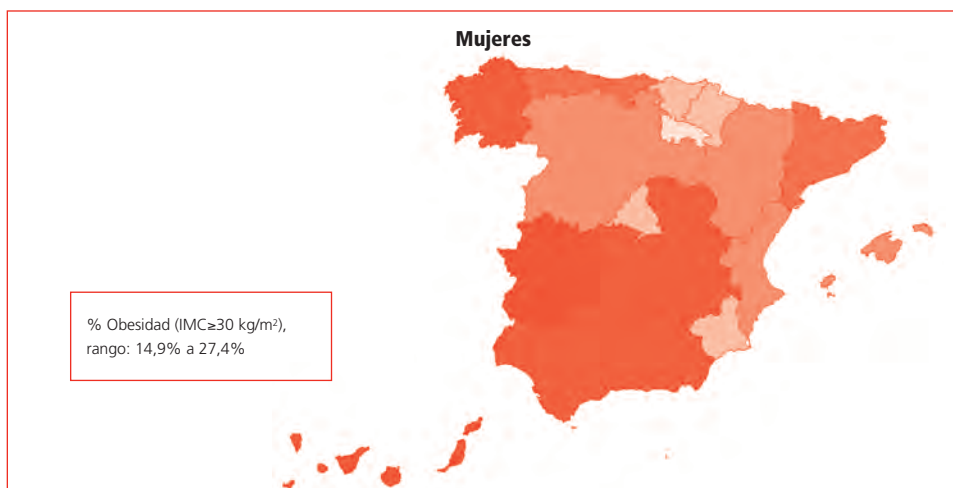 Mujeres
% Obesidad (IMC≥30 kg/m²),
rango: 14,9% a 27,4%